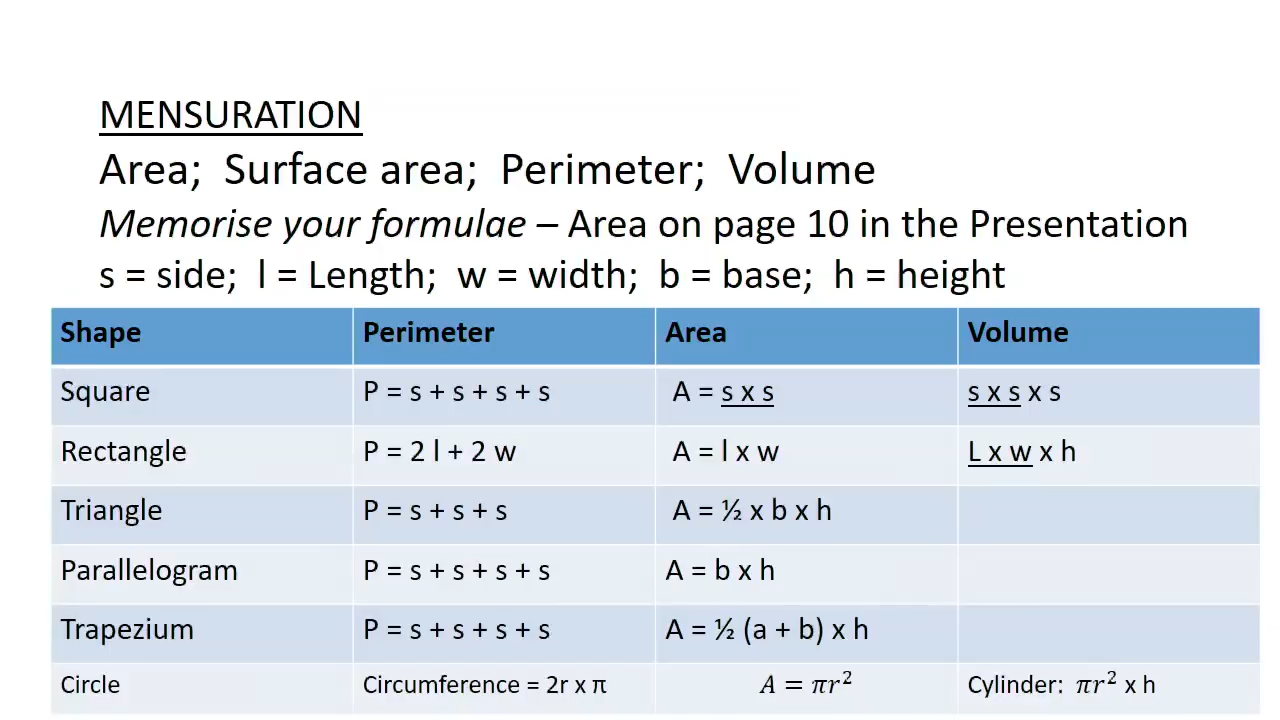 MENSURATION
Area;  Surface area;  Perimeter;  Volume
Memorise your formulae – Area on page 10 in the Presentation
s = side;  l = Length;  w = width;  b = base;  h = height
Shape Perimeter Area Volume
Square P = s + s + s + s A = s x s s x s x s
Rectangle P = 2 l + 2 w A = l x w L x w x h
Triangle P = s + s + s A = ½ x b x h
Parallelogram P = s + s + s + s A = b x h
Trapezium P = s + s + s + s A = ½ (a + b) x h
Circle Circumference = 2r x π A = πr² Cylinder:  πr² x h